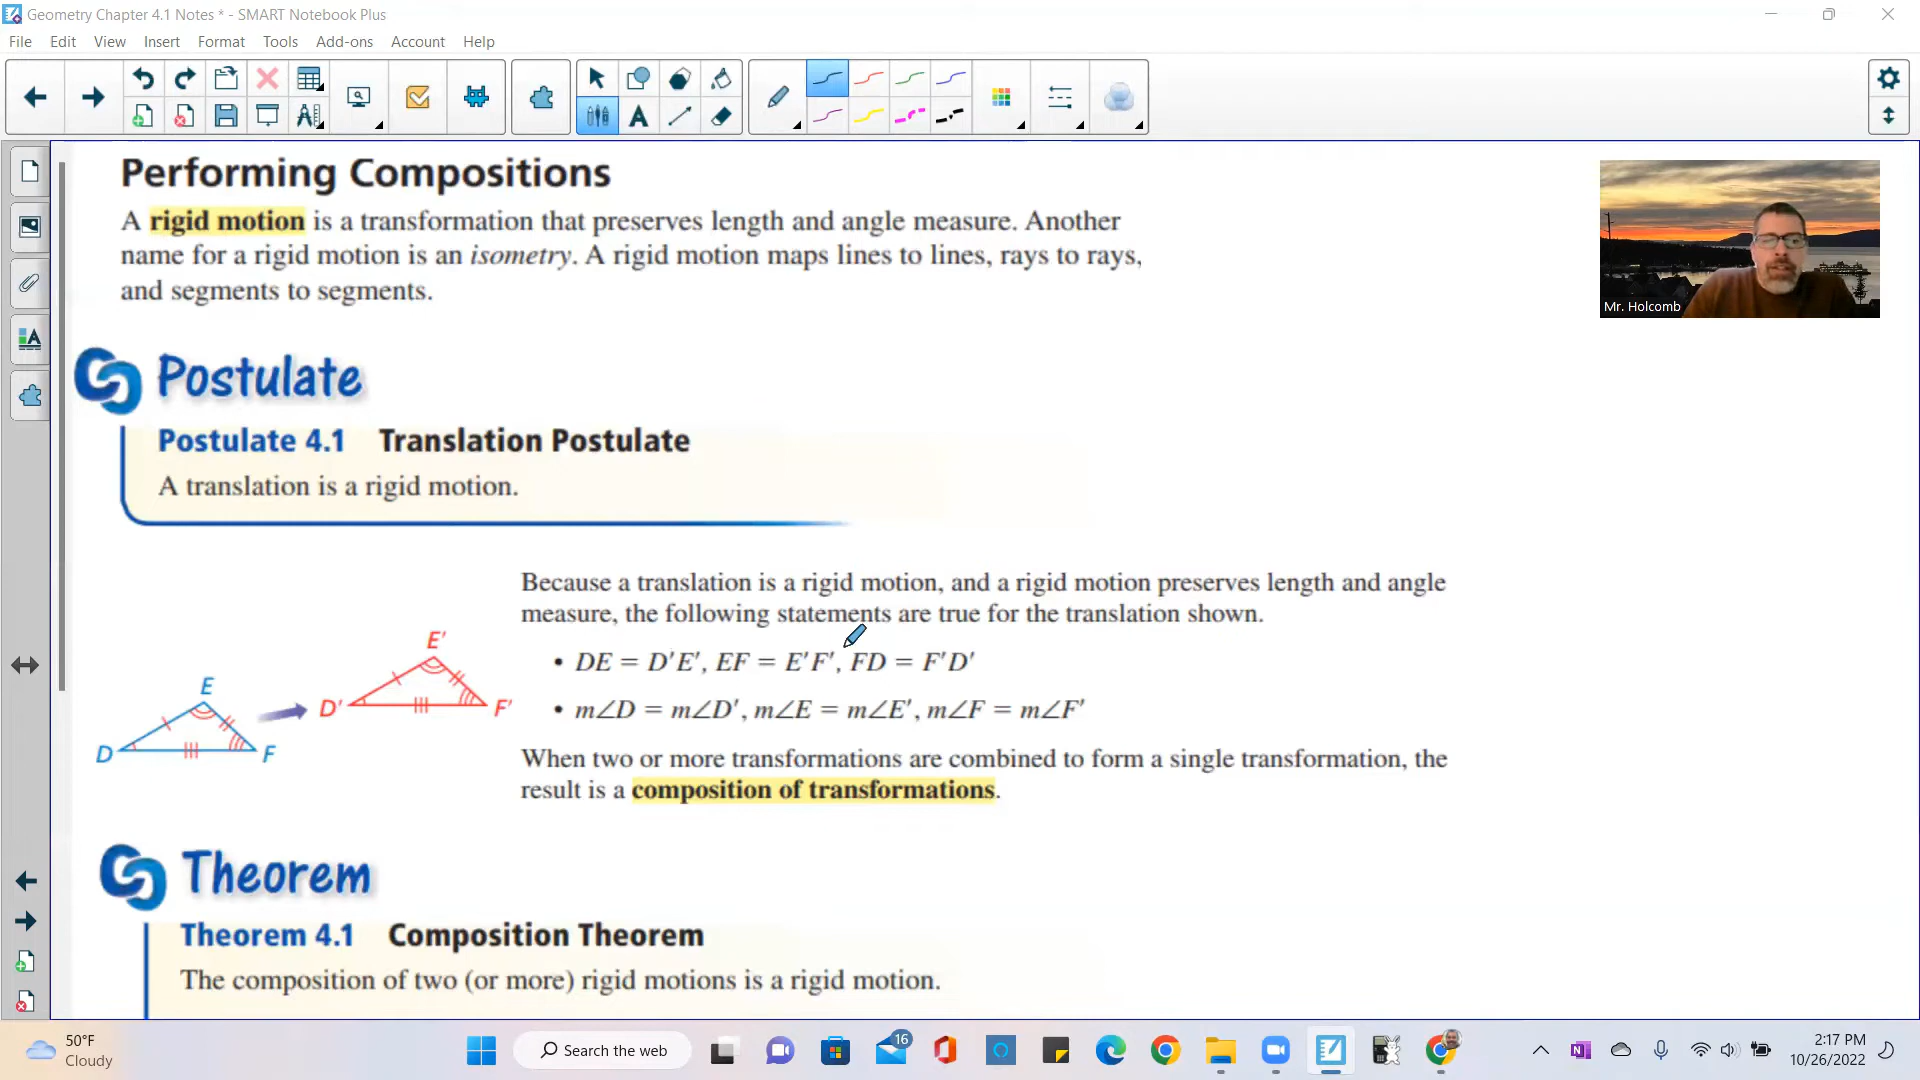 Geometry Chapter 4.1 Notes * - SMART Notebook Plus
File Edit View Insert Format Tools Add-ons Account Help
Performing Compositions
A rigid motion is a transformation that preserves length and angle measure. Another
name for a rigid motion is an isometry. A rigid motion maps lines to lines, rays to rays,
and segments to segments.
Mr. Holcomb
Postulate
Postulate 4.1 Translation Postulate
A translation is a rigid motion.
Because a translation is a rigid motion, and a rigid motion preserves length and angle
measure, the following statements are true for the translation shown.
• DE = D'E', EF = E'F', FD = F'D'
• m∠D = m∠D', m∠E = m∠E', m∠F = m∠F'
E'
E
D'
F'
D
F
When two or more transformations are combined to form a single transformation, the
result is a composition of transformations.
Theorem
Theorem 4.1 Composition Theorem
The composition of two (or more) rigid motions is a rigid motion.
50°F
Cloudy
Search the web
16
2:17 PM
10/26/2022